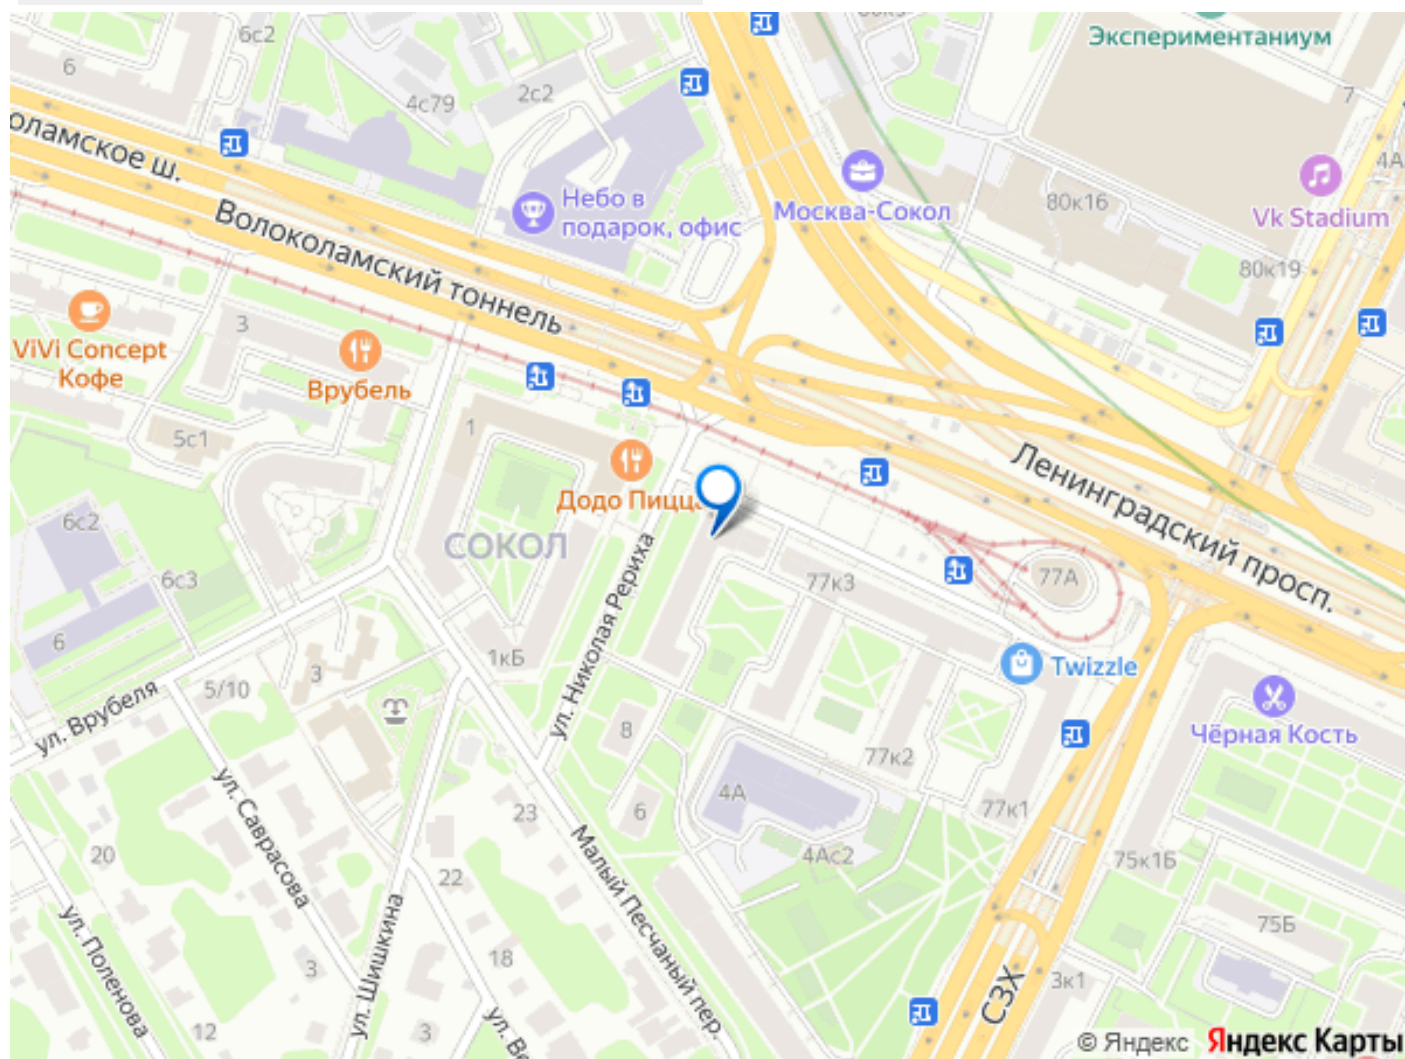 80к5
Экспериментаниум
6с2
6
4с79
2с2
7
4А
оламское ш.
Небо в
подарок, офис
Москва-Сокол
80к16
Vk Stadium
Волоколамский тоннель
80к19
3
ViVi Concept
Кофе
Врубель
5с1
1
Додо Пицца
Ленинградский просп.
6с2
СОКОЛ
6с3
77к3
77А
6
3
1кБ
ул. Николая Рериха
Twizzle
5/10
ул. Врубеля
8
77к2
Чёрная Кость
4А
77к1
23
6
ул. Саврасова
Малый Песчаный пер.
20
22
4Ас2
75к1Б
ул. Поленова
ул. Шишкина
75Б
18
3
СЗХ
3к1
12
3
ул. Ве
© Яндекс Яндекс Карты